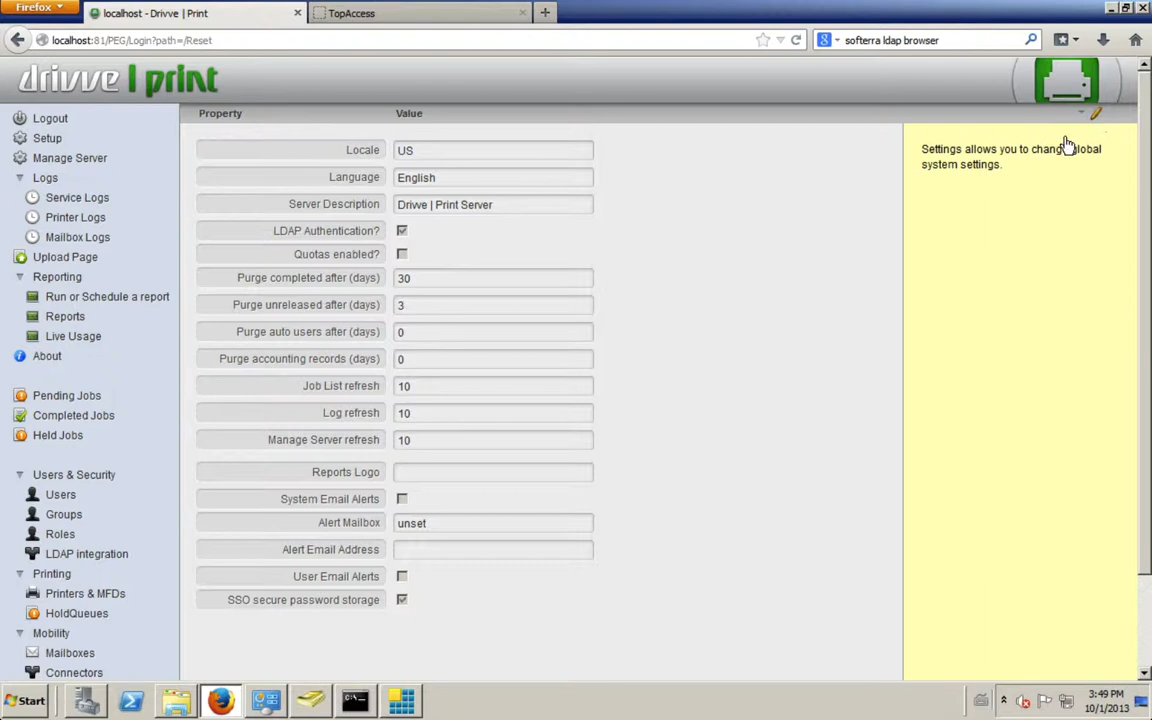 Firefox
localhost - Drivve | Print
TopAccess
localhost:81/PEG/Login?path=/Reset
softerra ldap browser
drivve | print
Property
Value
Logout
Setup
Manage Server
Logs
Service Logs
Printer Logs
Mailbox Logs
Upload Page
Reporting
Run or Schedule a report
Reports
Live Usage
About
Pending Jobs
Completed Jobs
Held Jobs
Users & Security
Users
Groups
Roles
LDAP integration
Printing
Printers & MFDs
HoldQueues
Mobility
Mailboxes
Connectors
Locale US
Language English
Server Description Drivve | Print Server
LDAP Authentication?
Quotas enabled?
Purge completed after (days) 30
Purge unreleased after (days) 3
Purge auto users after (days) 0
Purge accounting records (days) 0
Job List refresh 10
Log refresh 10
Manage Server refresh 10
Reports Logo
System Email Alerts
Alert Mailbox unset
Alert Email Address
User Email Alerts
SSO secure password storage
Settings allows you to change global
system settings.
Start
3:49 PM
10/1/2013